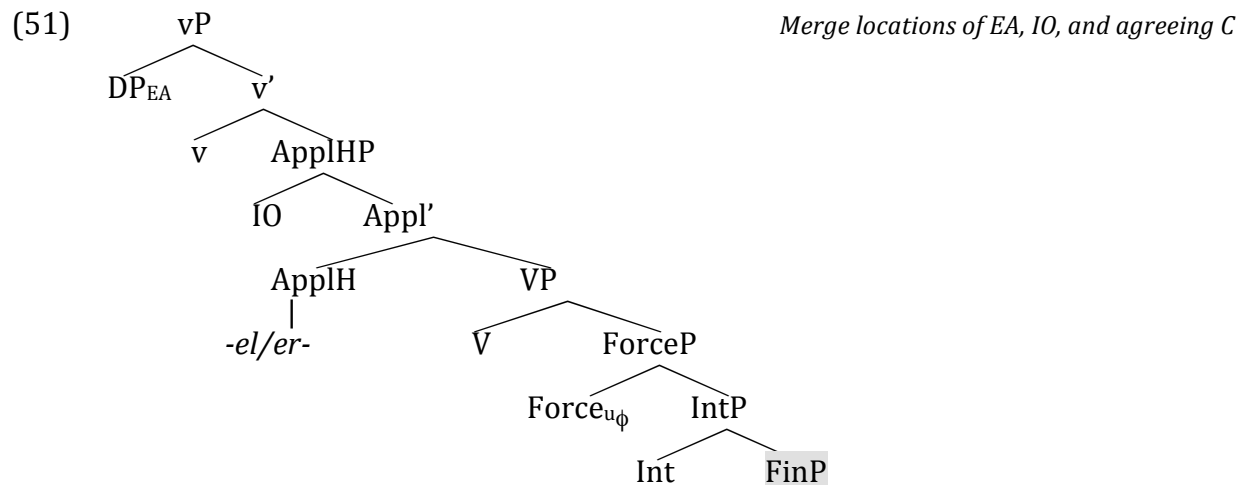 (51) vP Merge locations of EA, IO, and agreeing C
DPEA v’
v ApplHP
IO Appl’
ApplH VP
-el/er- V ForceP
Forceuϕ IntP
Int FinP